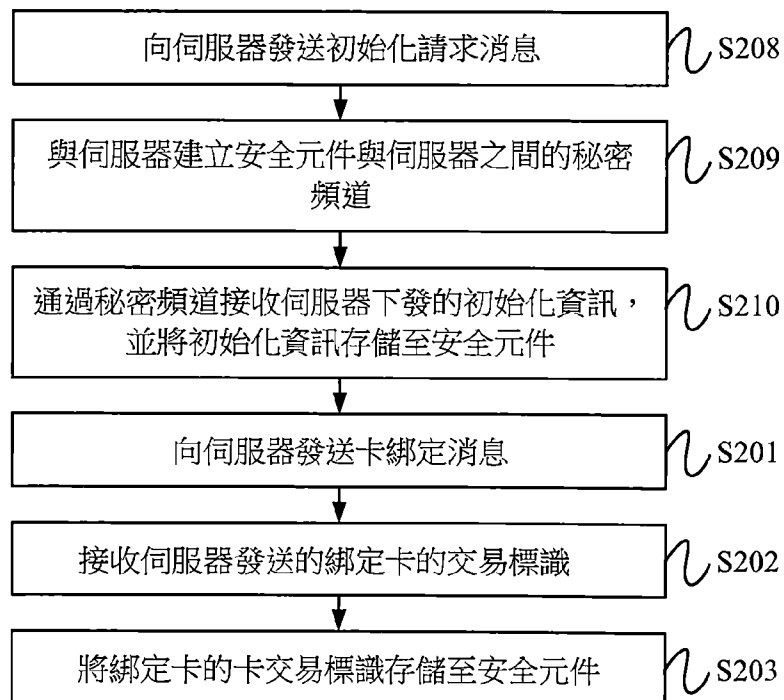 向伺服器發送初始化請求消息
S208
與伺服器建立安全元件與伺服器之間的秘密
頻道
S209
通過秘密頻道接收伺服器下發的初始化資訊，
並將初始化資訊存儲至安全元件
S210
向伺服器發送卡綁定消息
S201
接收伺服器發送的綁定卡的交易標識
S202
將綁定卡的卡交易標識存儲至安全元件
S203